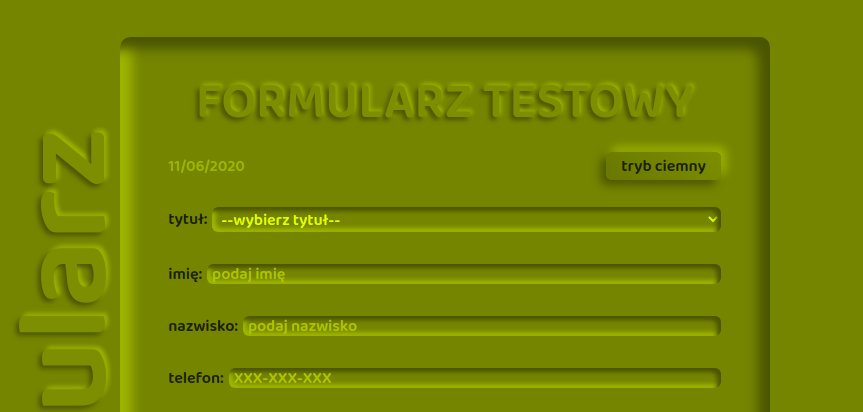 FORMULARZ TESTOWY
11/06/2020
tryb ciemny
tytuł: --wybierz tytuł--
imię: podaj imię
nazwisko: podaj nazwisko
telefon: XXX-XXX-XXX
ularz